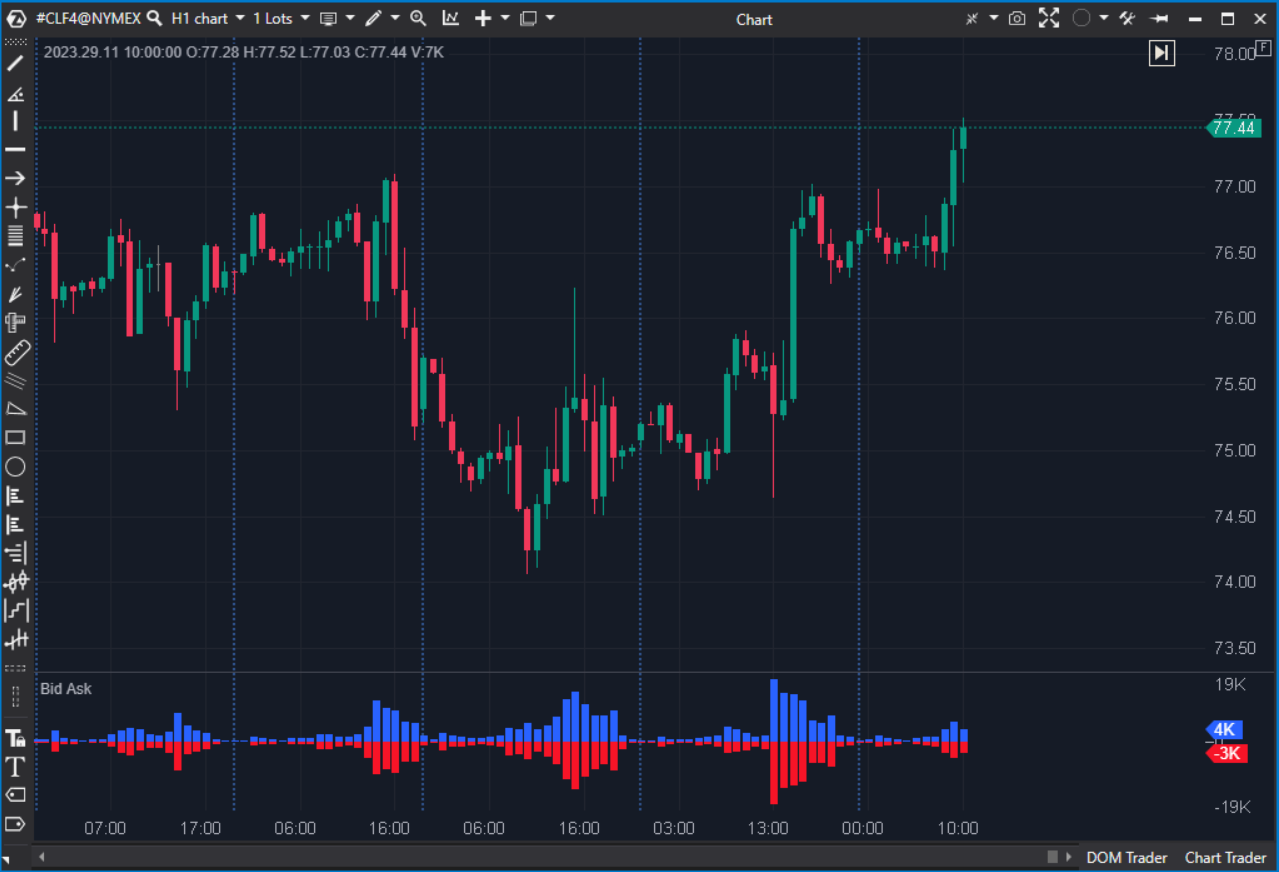 #CLF4@NYMEX H1 chart 1 Lots Chart
2023.29.11 10:00:00 O:77.28 H:77.52 L:77.03 C:77.44 V:7K
78.00 F
77.50
77.44
77.00
76.50
76.00
75.50
75.00
74.50
74.00
73.50
Bid Ask
19K
4K
0
-3K
-19K
07:00 17:00 06:00 16:00 06:00 16:00 03:00 13:00 00:00 10:00
T
T
DOM Trader Chart Trader